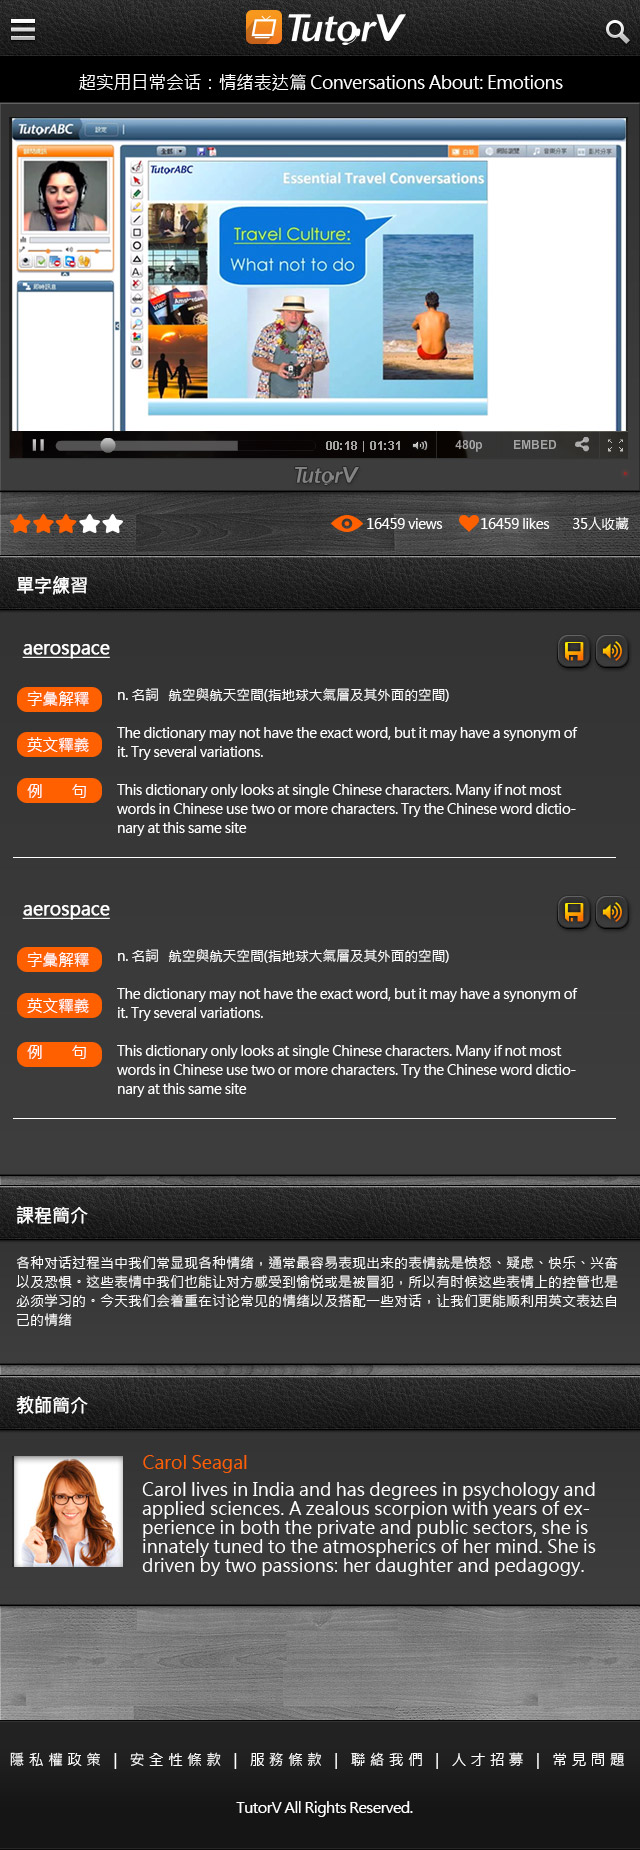 TutorV
超实用日常会话：情绪表达篇 Conversations About: Emotions
TutorABC 設定
TutorABC
Essential Travel Conversations
Travel Culture:
What not to do
00:18 | 01:31 480p EMBED
TutorV
16459 views 16459 likes 35人收藏
單字練習
aerospace
字彙解釋 n. 名詞 航空與航天空間(指地球大氣層及其外面的空間)
英文釋義 The dictionary may not have the exact word, but it may have a synonym of
it. Try several variations.
例 句 This dictionary only looks at single Chinese characters. Many if not most
words in Chinese use two or more characters. Try the Chinese word dictio-
nary at this same site
aerospace
字彙解釋 n. 名詞 航空與航天空間(指地球大氣層及其外面的空間)
英文釋義 The dictionary may not have the exact word, but it may have a synonym of
it. Try several variations.
例 句 This dictionary only looks at single Chinese characters. Many if not most
words in Chinese use two or more characters. Try the Chinese word dictio-
nary at this same site
課程簡介
各种对话过程当中我们常显现各种情绪，通常最容易表现出来的表情就是愤怒、疑虑、快乐、兴奋
以及恐惧。这些表情中我们也能让对方感受到愉悦或是被冒犯，所以有时候这些表情上的控管也是
必须学习的。今天我们会着重在讨论常见的情绪以及搭配一些对话，让我们更能顺利用英文表达自
己的情绪
教師簡介
Carol Seagal
Carol lives in India and has degrees in psychology and
applied sciences. A zealous scorpion with years of ex-
perience in both the private and public sectors, she is
innately tuned to the atmospherics of her mind. She is
driven by two passions: her daughter and pedagogy.
隱私權政策 | 安全性條款 | 服務條款 | 聯絡我們 | 人才招募 | 常見問題
TutorV All Rights Reserved.